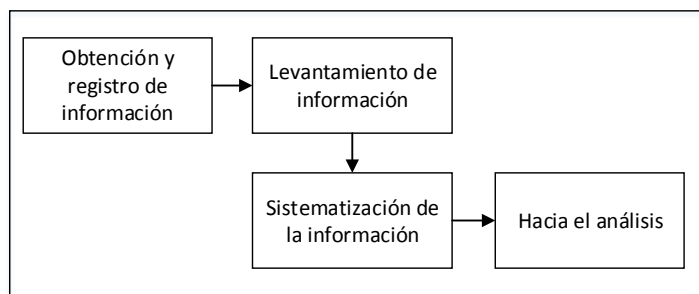 Obtención y
registro de
información
Levantamiento de
información
Sistematización de
la información
Hacia el análisis